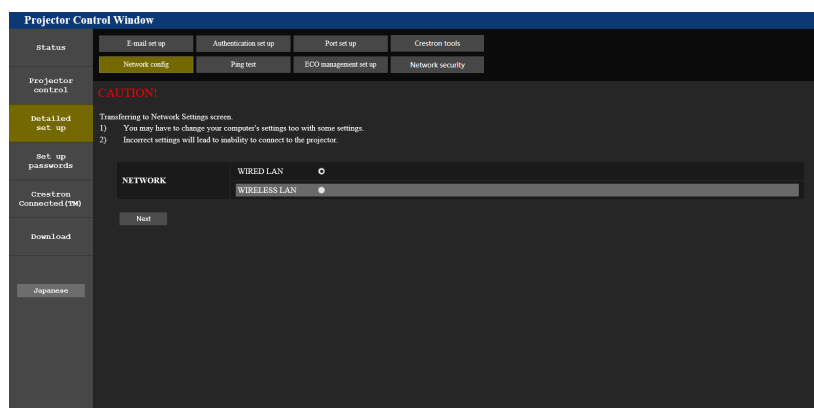 Projector Control Window
Status
Projector
control
Detailed
set up
Set up
passwords
Crestron
Connected(TM)
Download
Japanese
E-mail set up
Authentication set up
Port set up
Crestron tools
Network config
Ping test
ECO management set up
Network security
CAUTION!
Transferring to Network Settings screen.
1) You may have to change your computer's settings too with some settings.
2) Incorrect settings will lead to inability to connect to the projector.
NETWORK
WIRED LAN
WIRELESS LAN
Next